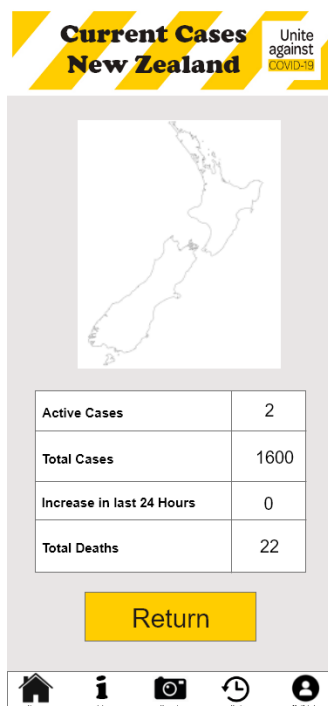 Current Cases
New Zealand
Unite
against
COVID-19
Active Cases 2
Total Cases 1600
Increase in last 24 Hours 0
Total Deaths 22
Return